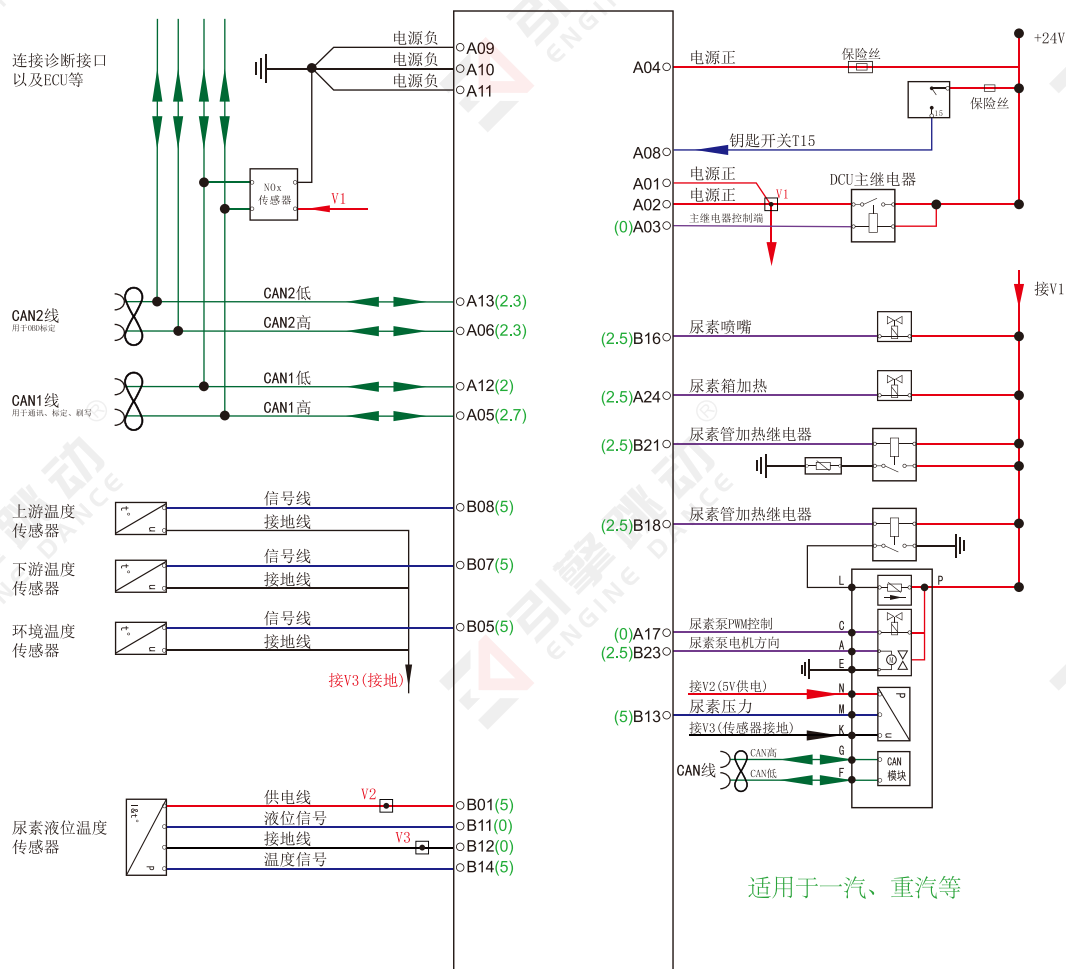 连接诊断接口
以及ECU等
电源负
A09
电源负
A10
电源负
A11
NOx
传感器
V1
CAN2线
用于OBD标定
CAN2低
A13(2.3)
CAN2高
A06(2.3)
CAN1线
用于通讯、标定、刷写
CAN1低
A12(2)
CAN1高
A05(2.7)
上游温度
传感器
t°
u
信号线
B08(5)
接地线
下游温度
传感器
t°
u
信号线
B07(5)
接地线
环境温度
传感器
t°
u
信号线
B05(5)
接地线
接V3(接地)
尿素液位温度
传感器
l&t°
P
供电线
V2
B01(5)
液位信号
B11(0)
接地线
V3
B12(0)
温度信号
B14(5)
+24V
A04
电源正
保险丝
保险丝
15
A08
钥匙开关T15
A01
电源正
V1
A02
电源正
DCU主继电器
(0)A03
主继电器控制端
接V1
(2.5)B16
尿素喷嘴
(2.5)A24
尿素箱加热
(2.5)B21
尿素管加热继电器
(2.5)B18
尿素管加热继电器
L
P
(0)A17
尿素泵PWM控制
C
(2.5)B23
尿素泵电机方向
A
M
E
接V2(5V供电)
N
P
(5)B13
尿素压力
M
接V3(传感器接地)
K
u
CAN线
CAN高
G
CAN低
F
CAN
模块
适用于一汽、重汽等
引擎跳动
ENGINE DANCE
®